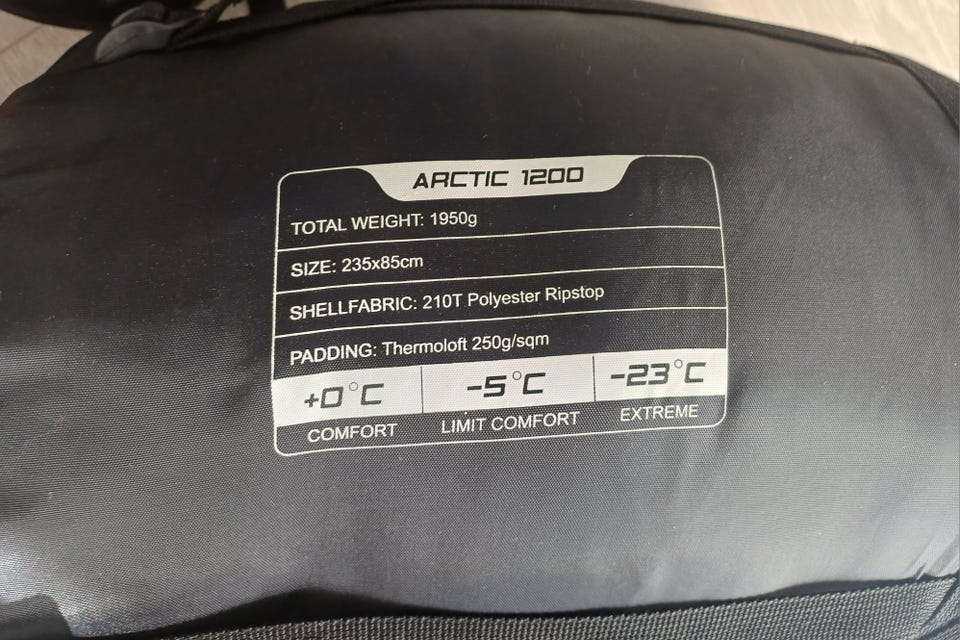 ARCTIC 1200
TOTAL WEIGHT: 1950g
SIZE: 235x85cm
SHELLFABRIC: 210T Polyester Ripstop
PADDING: Thermoloft 250g/sqm
+0°C -5°C -23°C
COMFORT LIMIT COMFORT EXTREME